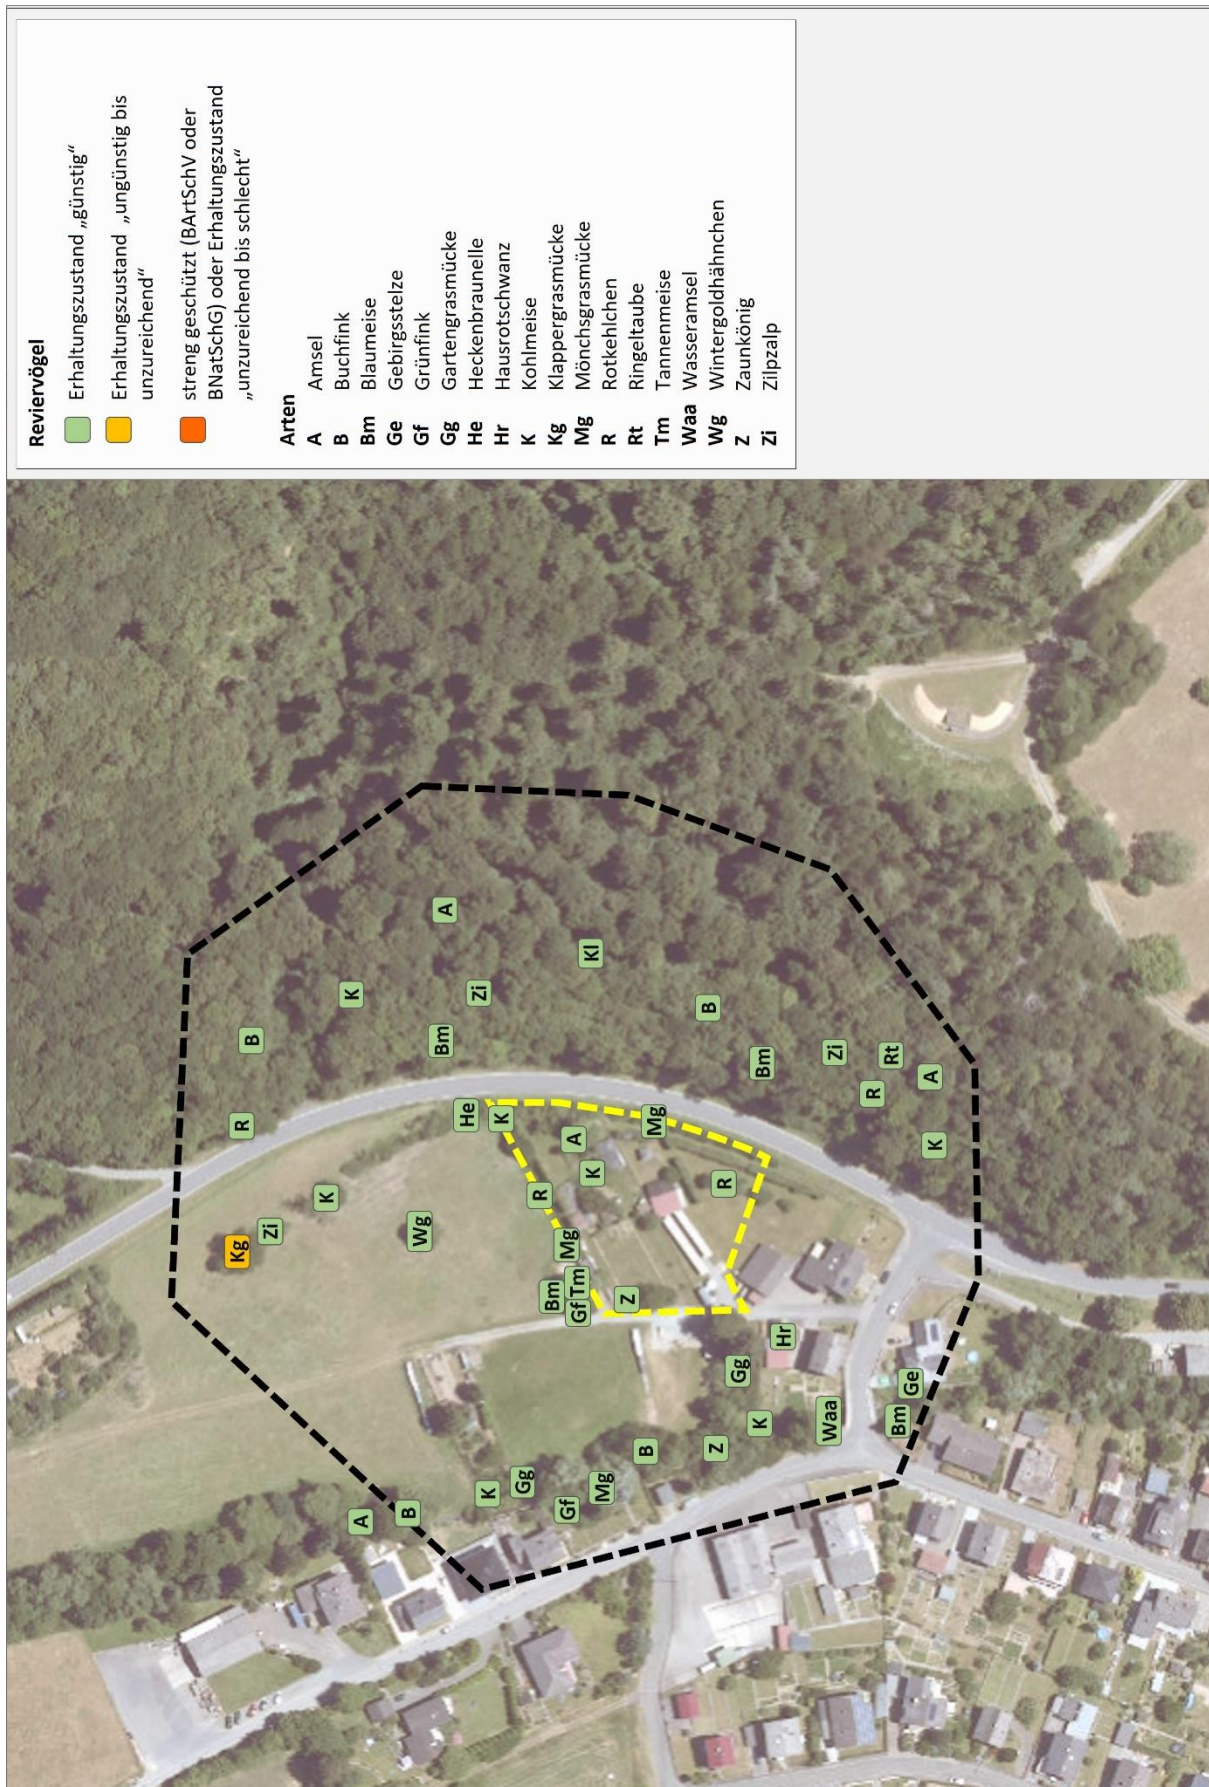 Reviervögel
Erhaltungszustand „günstig“
Erhaltungszustand „ungünstig bis
unzureichend“
streng geschützt (BArtSchV oder
BNatSchG) oder Erhaltungszustand
„unzureichend bis schlecht“
Arten
A Amsel
B Buchfink
Bm Blaumeise
Ge Gebirgsstelze
Gf Grünfink
Gg Gartengrasmücke
He Heckenbraunelle
Hr Hausrotschwanz
K Kohlmeise
Kg Klappergrasmücke
Mg Mönchsgrasmücke
R Rotkehlchen
Rt Ringeltaube
Tm Tannenmeise
Waa Wasseramsel
Wg Wintergoldhähnchen
Z Zaunkönig
Zi Zilpzalp
Kg
R
B
Zi
K
K
A
B
Wg
Bm
A
He
Zi
K
K
Gg
R
Bm
Mg
Tm
Gf
Gf
A
K
Kl
Mg
Z
B
Mg
B
Z
R
Gg
K
Hr
Bm
Waa
Zi
R
Rt
Bm
Ge
K
A